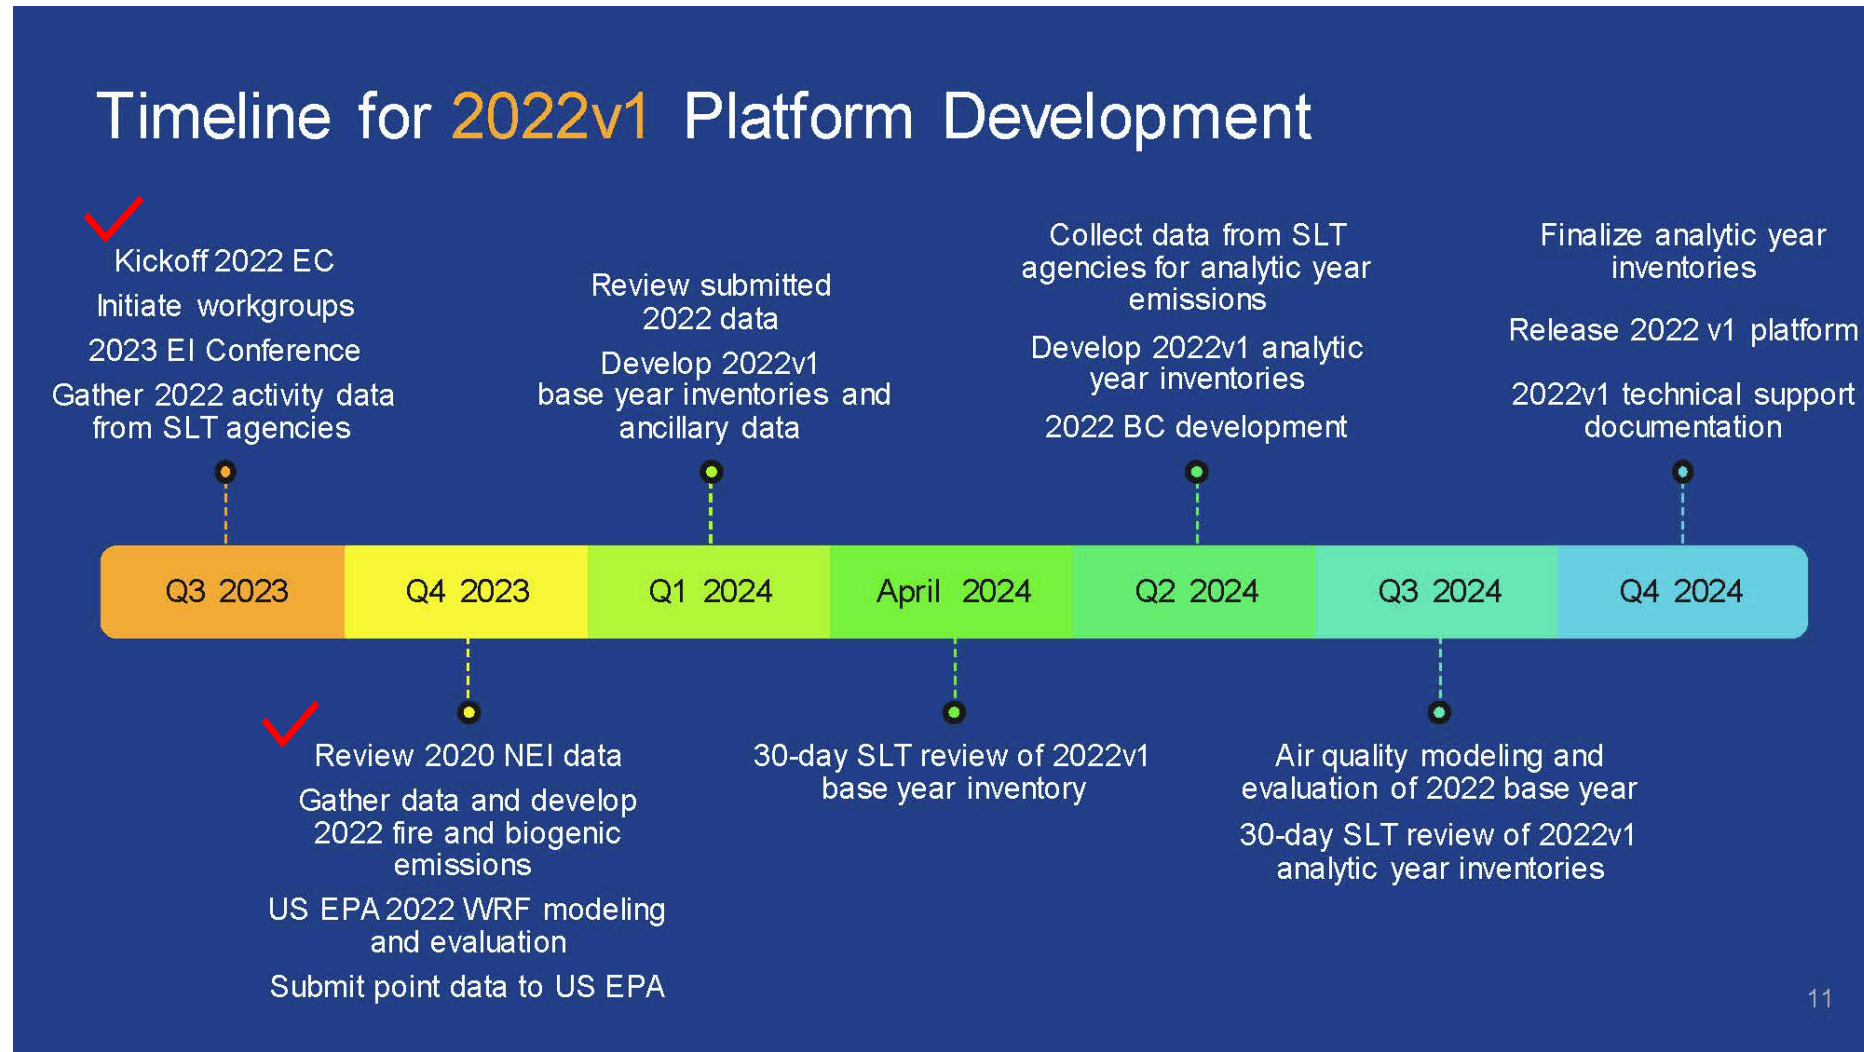 Timeline for 2022v1 Platform Development
Kickoff 2022 EC
Initiate workgroups
2023 EI Conference
Gather 2022 activity data
from SLT agencies
Review submitted
2022 data
Develop 2022v1
base year inventories and
ancillary data
Collect data from SLT
agencies for analytic year
emissions
Develop 2022v1 analytic
year inventories
2022 BC development
Finalize analytic year
inventories
Release 2022 v1 platform
2022v1 technical support
documentation
Q3 2023
Q4 2023
Q1 2024
April 2024
Q2 2024
Q3 2024
Q4 2024
Review 2020 NEI data
Gather data and develop
2022 fire and biogenic
emissions
US EPA 2022 WRF modeling
and evaluation
Submit point data to US EPA
30-day SLT review of 2022v1
base year inventory
Air quality modeling and
evaluation of 2022 base year
30-day SLT review of 2022v1
analytic year inventories
11